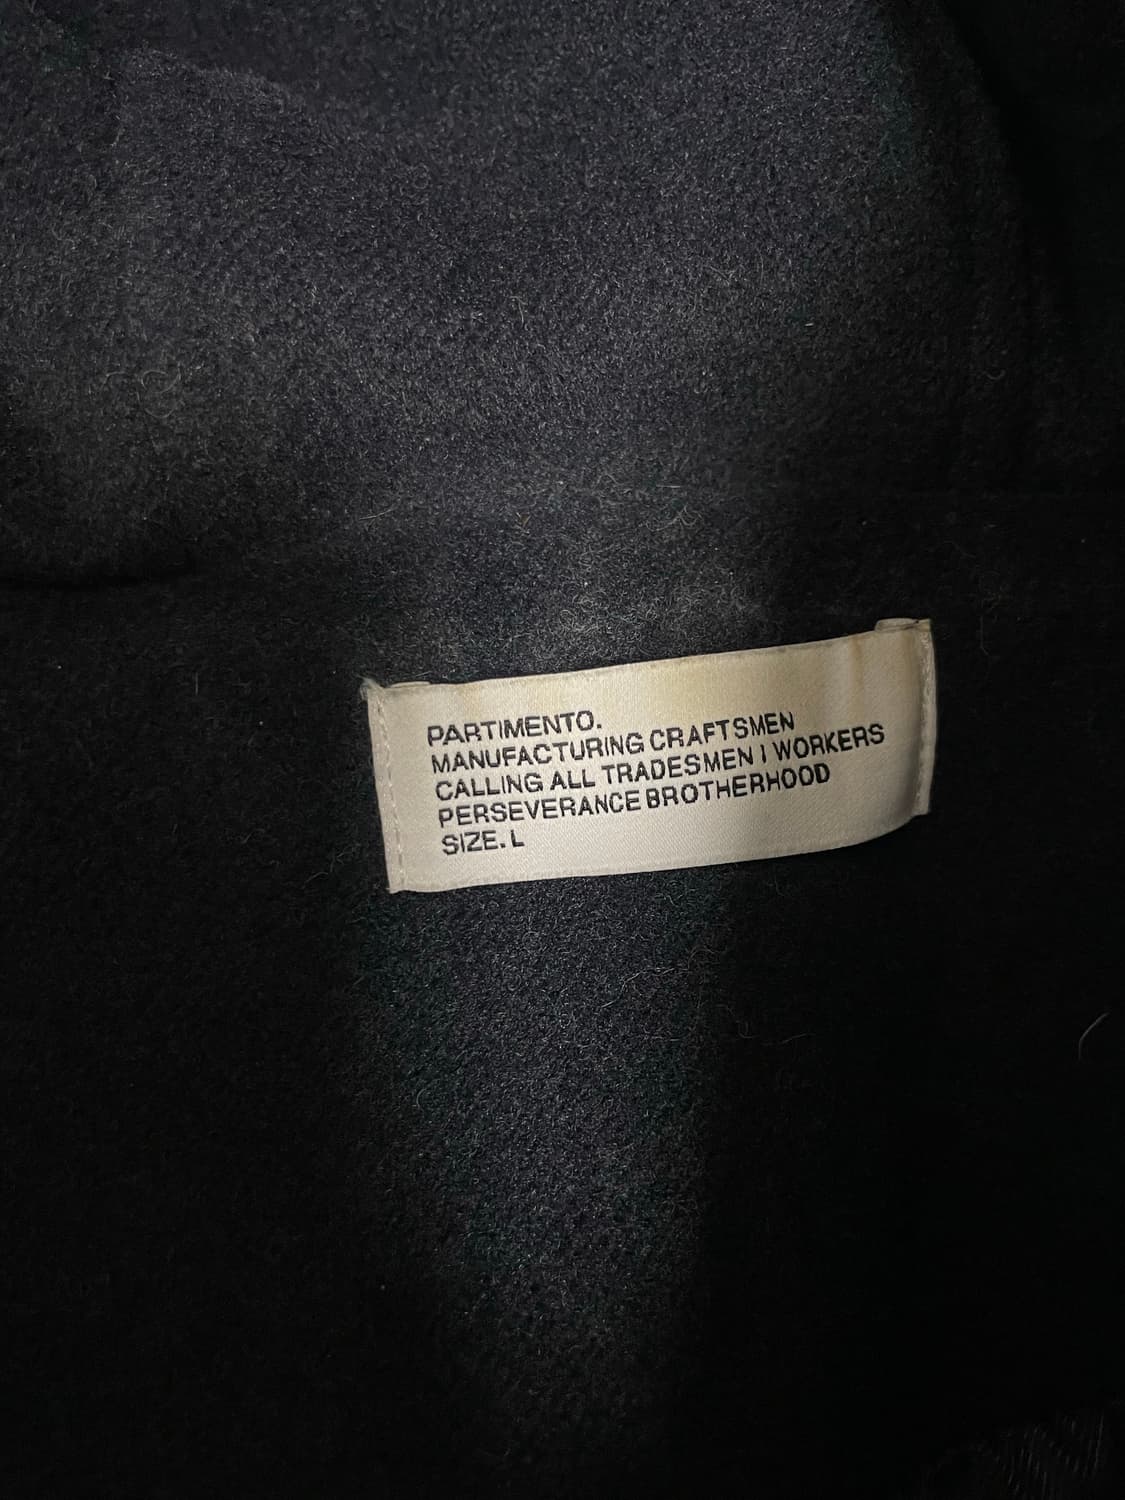 PARTIMENTO.
MANUFACTURING CRAFTSMEN
CALLING ALL TRADESMEN | WORKERS
PERSEVERANCE BROTHERHOOD
SIZE. L